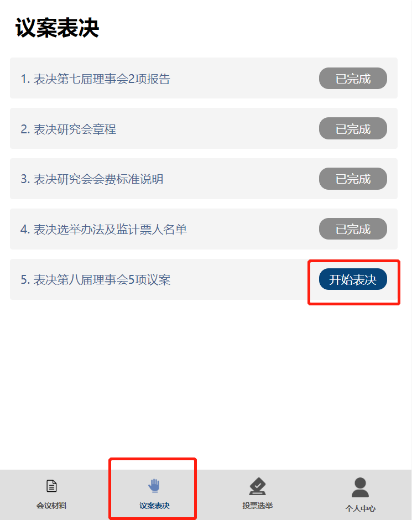 议案表决
1. 表决第七届理事会2项报告
已完成
2. 表决研究会章程
已完成
3. 表决研究会会费标准说明
已完成
4. 表决选举办法及监计票人名单
已完成
5. 表决第八届理事会5项议案
开始表决
会议材料
议案表决
投票选举
个人中心